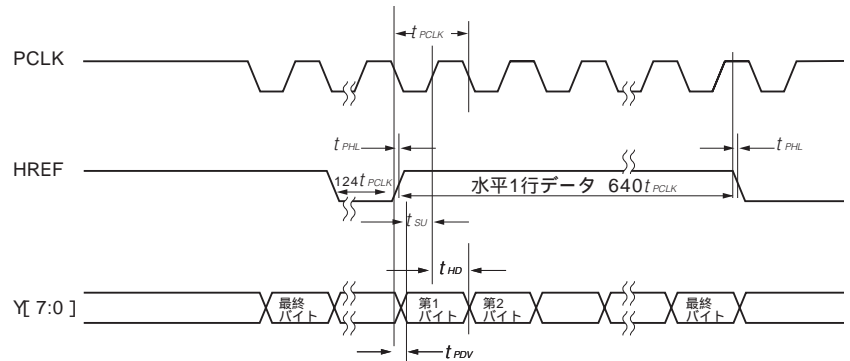 t PCLK
PCLK
t PHL
t PHL
HREF
124t PCLK
水平1行データ 640t PCLK
t SU
t HD
Y[ 7:0 ]
最終
バイト
第1
バイト
第2
バイト
最終
バイト
t PDV